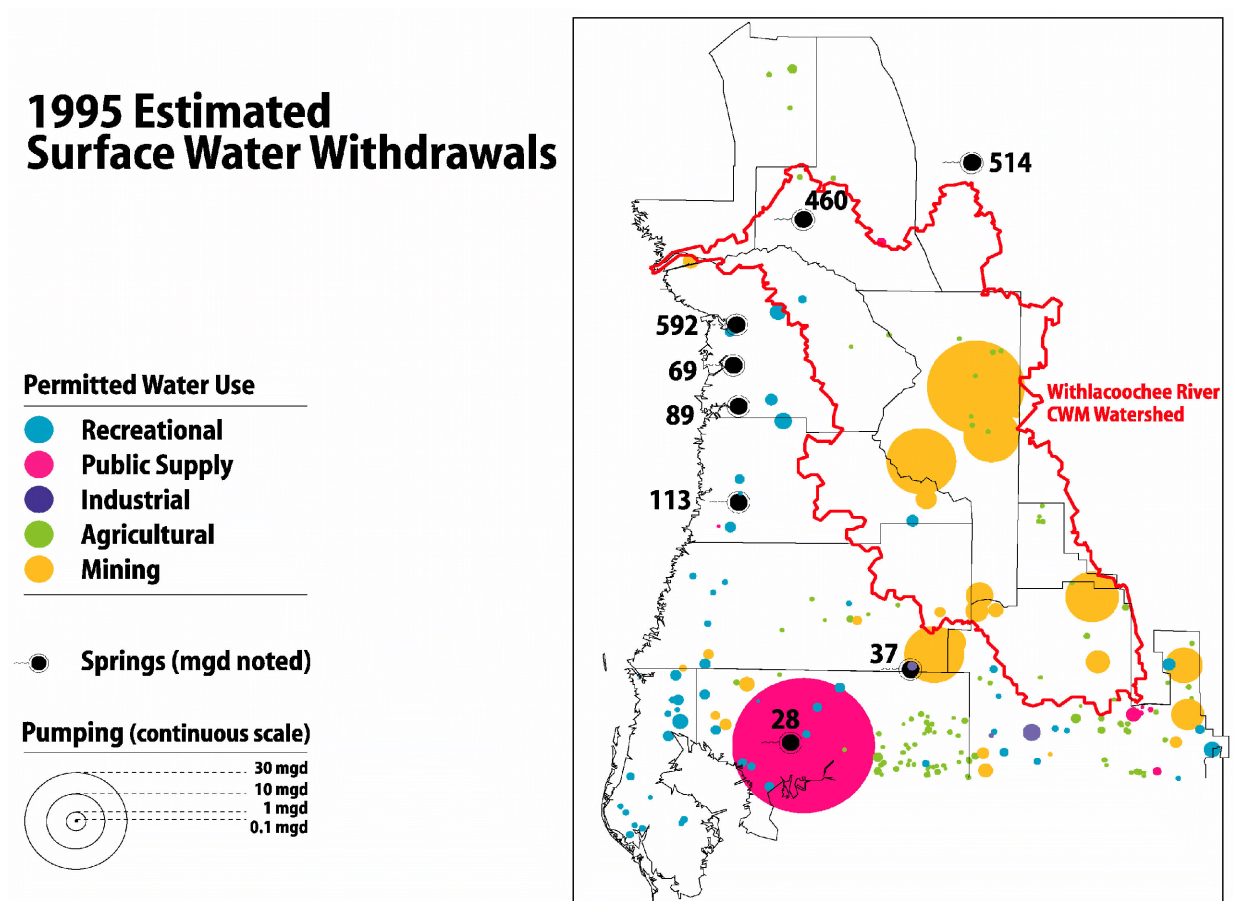 1995 Estimated
Surface Water Withdrawals
514
460
592
69
89
113
37
28
Withlacoochee River
CWM Watershed
Permitted Water Use
Recreational
Public Supply
Industrial
Agricultural
Mining
Springs (mgd noted)
Pumping (continuous scale)
30 mgd
10 mgd
1 mgd
0.1 mgd